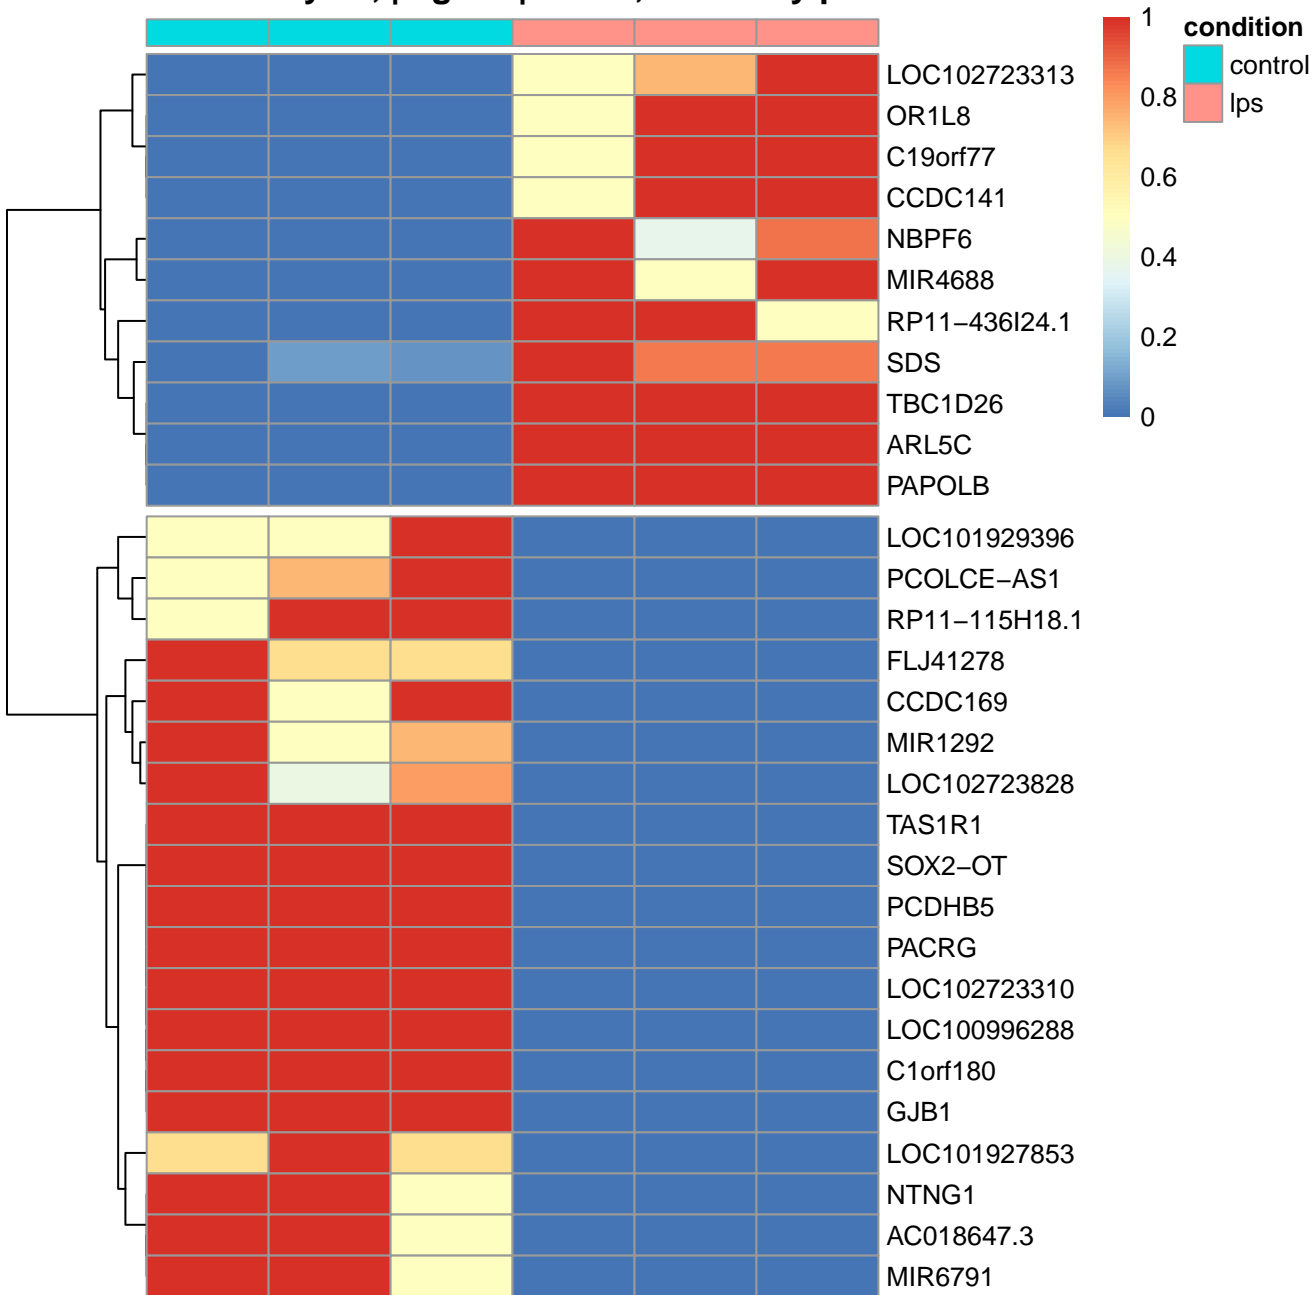 1
condition
control
0.8
lps
0.6
0.4
0.2
0
LOC102723313
OR1L8
C19orf77
CCDC141
NBPF6
MIR4688
RP11−436I24.1
SDS
TBC1D26
ARL5C
PAPOLB
LOC101929396
PCOLCE−AS1
RP11−115H18.1
FLJ41278
CCDC169
MIR1292
LOC102723828
TAS1R1
SOX2−OT
PCDHB5
PACRG
LOC102723310
LOC100996288
C1orf180
GJB1
LOC101927853
NTNG1
AC018647.3
MIR6791